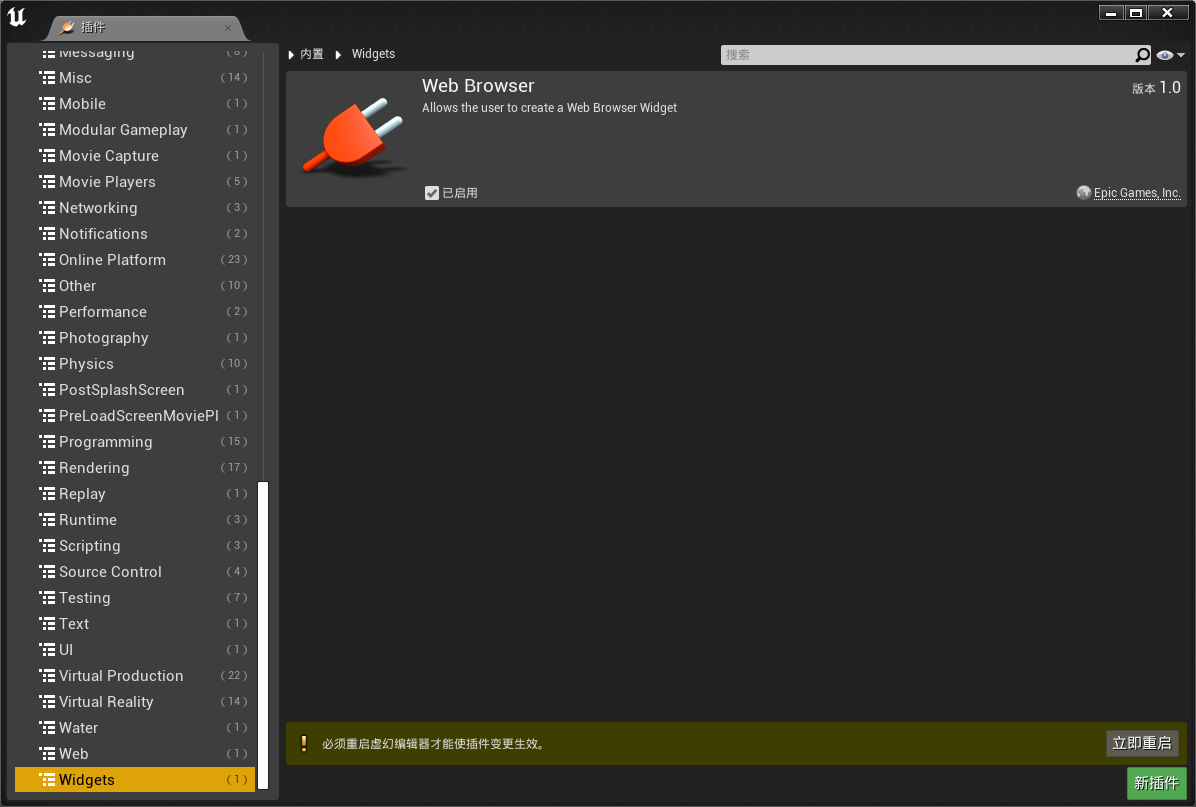 插件
Messaging (8)
Misc (14)
Mobile (1)
Modular Gameplay (1)
Movie Capture (1)
Movie Players (5)
Networking (3)
Notifications (2)
Online Platform (23)
Other (10)
Performance (2)
Photography (1)
Physics (10)
PostSplashScreen (1)
PreLoadScreenMoviePl (1)
Programming (15)
Rendering (17)
Replay (1)
Runtime (3)
Scripting (3)
Source Control (4)
Testing (7)
Text (1)
UI (1)
Virtual Production (22)
Virtual Reality (14)
Water (1)
Web (1)
Widgets (1)
内置 Widgets
搜索
Web Browser
版本 1.0
Allows the user to create a Web Browser Widget
已启用
Epic Games, Inc.
必须重启虚幻编辑器才能使插件变更生效。
立即重启
新插件